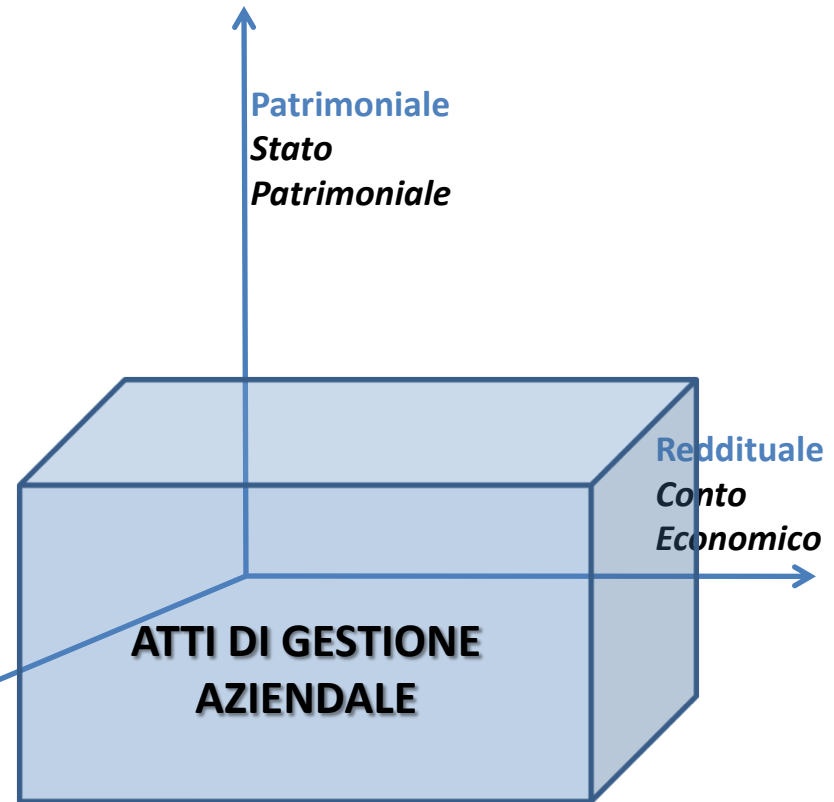 Patrimoniale
Stato
Patrimoniale
Reddituale
Conto
Economico
ATTI DI GESTIONE
AZIENDALE